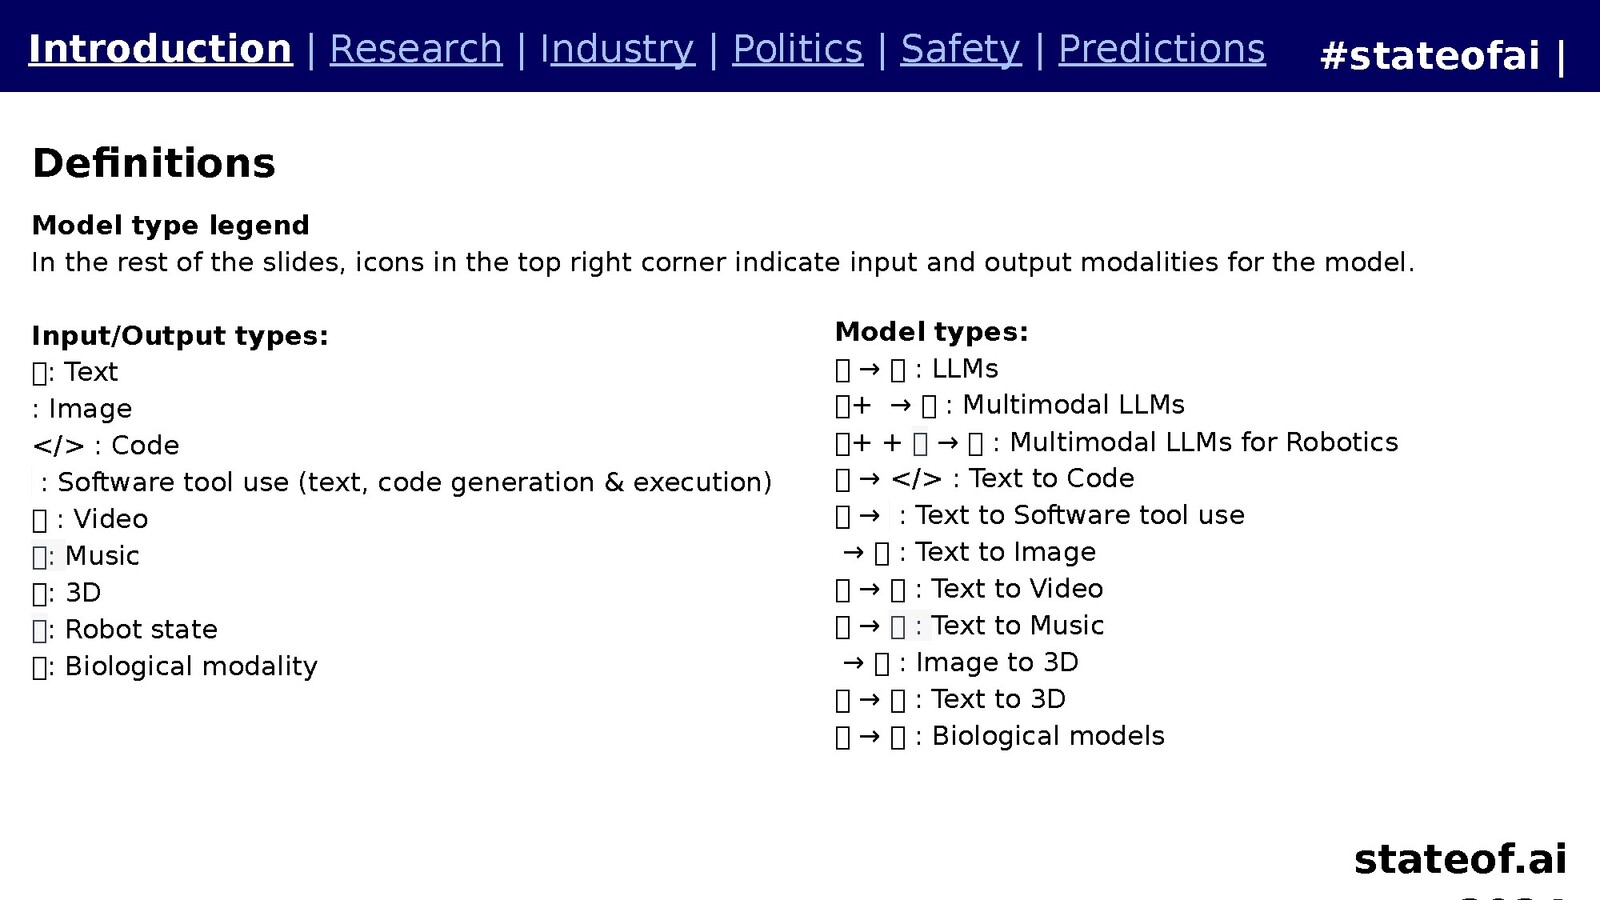 Introduction | Research | Industry | Politics | Safety | Predictions
#stateofai |
Definitions
Model type legend
In the rest of the slides, icons in the top right corner indicate input and output modalities for the model.
Input/Output types:
▯: Text
: Image
</> : Code
: Software tool use (text, code generation & execution)
▯ : Video
▯: Music
▯: 3D
▯: Robot state
▯: Biological modality
Model types:
▯ → ▯ : LLMs
▯+ → ▯ : Multimodal LLMs
▯+ + ▯ → ▯ : Multimodal LLMs for Robotics
▯ → </> : Text to Code
▯ → : Text to Software tool use
→ ▯ : Text to Image
▯ → ▯ : Text to Video
▯ → ▯ : Text to Music
→ ▯ : Image to 3D
▯ → ▯ : Text to 3D
▯ → ▯ : Biological models
stateof.ai